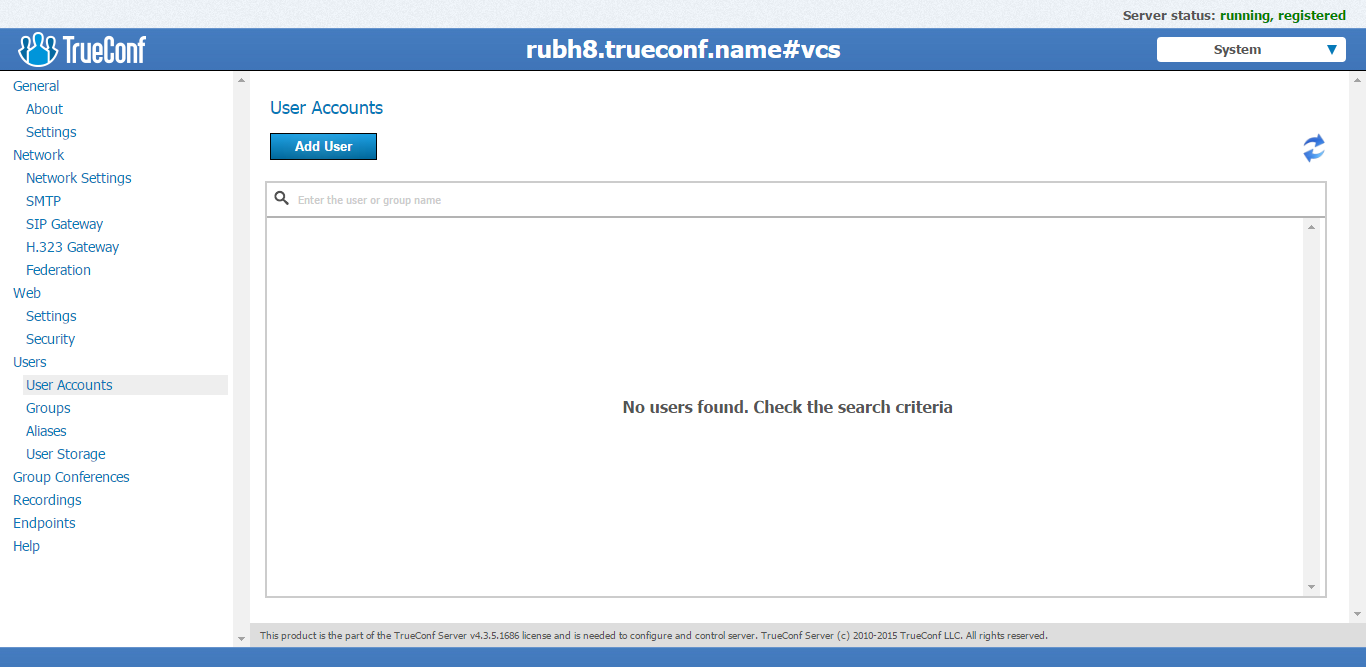 Server status: running, registered
TrueConf
rubh8.trueconf.name#vcs
System
General
About
Settings
Network
Network Settings
SMTP
SIP Gateway
H.323 Gateway
Federation
Web
Settings
Security
Users
User Accounts
Groups
Aliases
User Storage
Group Conferences
Recordings
Endpoints
Help
User Accounts
Add User
Enter the user or group name
No users found. Check the search criteria
This product is the part of the TrueConf Server v4.3.5.1686 license and is needed to configure and control server. TrueConf Server (c) 2010-2015 TrueConf LLC. All rights reserved.